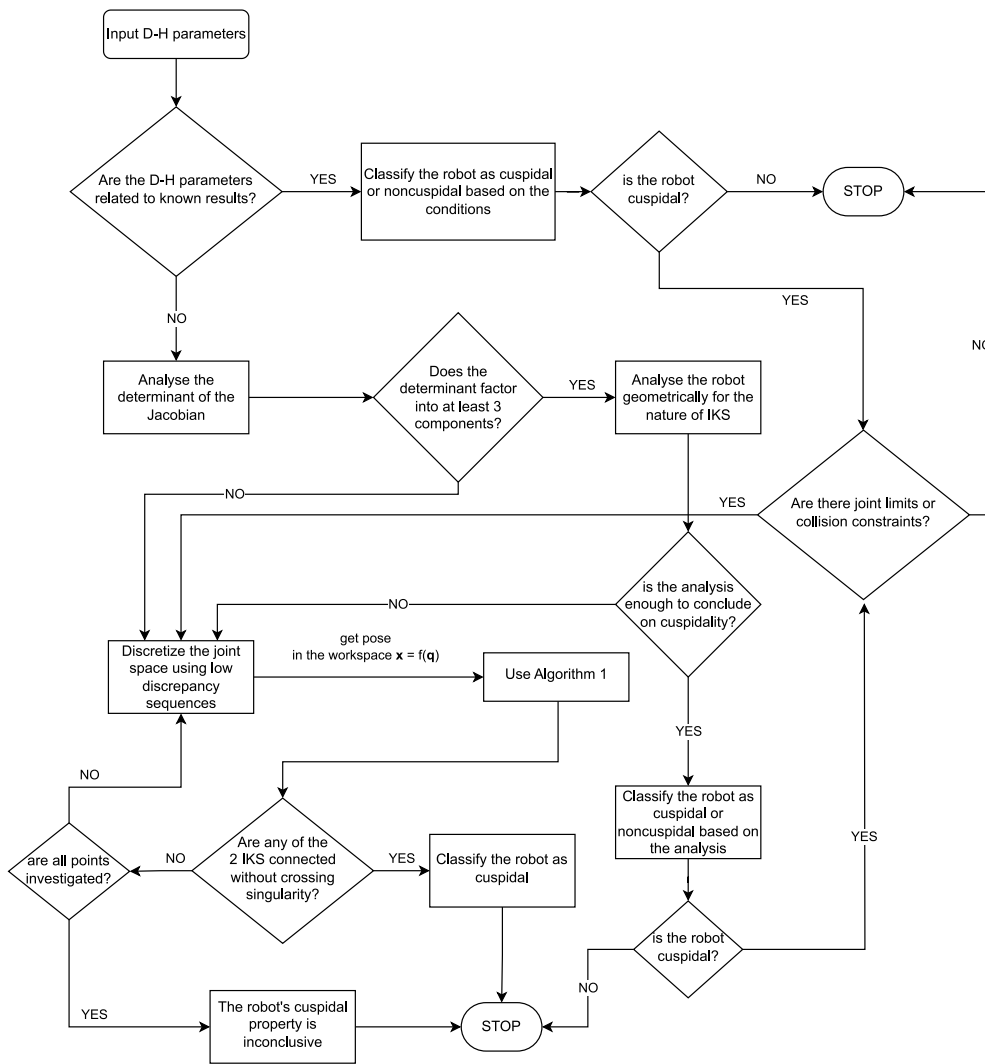 Input D-H parameters
Are the D-H parameters
related to known results?
YES
Classify the robot as cuspidal
or noncuspidal based on the
conditions
is the robot
cuspidal?
NO
STOP
YES
NO
Analyse the
determinant of the
Jacobian
Does the
determinant factor
into at least 3
components?
YES
Analyse the robot
geometrically for the
nature of IKS
NO
NO
YES
Are there joint limits or
collision constraints?
is the analysis
enough to conclude
on cuspidality?
NO
Discretize the joint
space using low
discrepancy
sequences
get pose
in the workspace x = f(q)
Use Algorithm 1
YES
NO
Classify the robot as
cuspidal or
noncuspidal based on
the analysis
YES
are all points
investigated?
NO
Are any of the
2 IKS connected
without crossing
singularity?
YES
Classify the robot as
cuspidal
is the robot
cuspidal?
NO
YES
The robot's cuspidal
property is
inconclusive
STOP